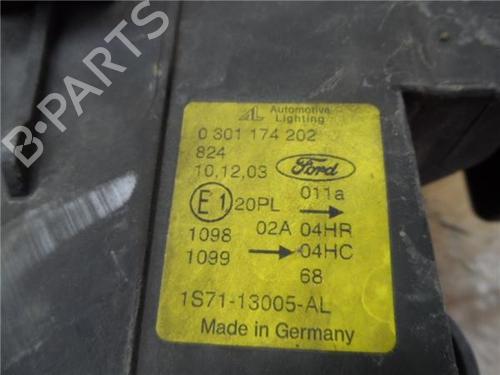 AL Automotive Lighting
0 301 174 202
824
10,12,03 Ford
E1 20PL 011a
02A 04HR
1098
1099 04HC
68
1S71-13005-AL
Made in Germany
B